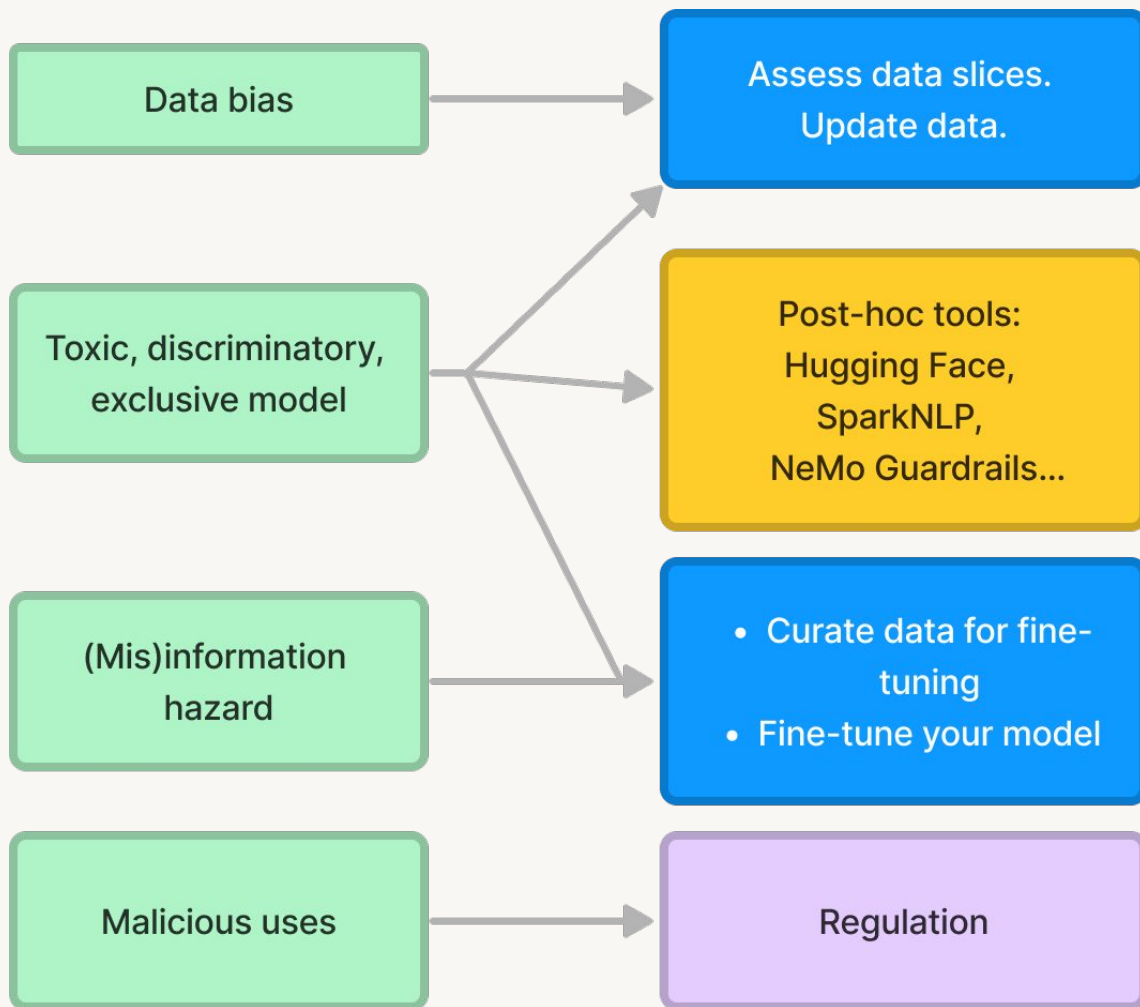 Data bias
Assess data slices.
Update data.
Toxic, discriminatory,
exclusive model
Post-hoc tools:
Hugging Face,
SparkNLP,
NeMo Guardrails...
(Mis)information
hazard
• Curate data for fine-
tuning
• Fine-tune your model
Malicious uses
Regulation